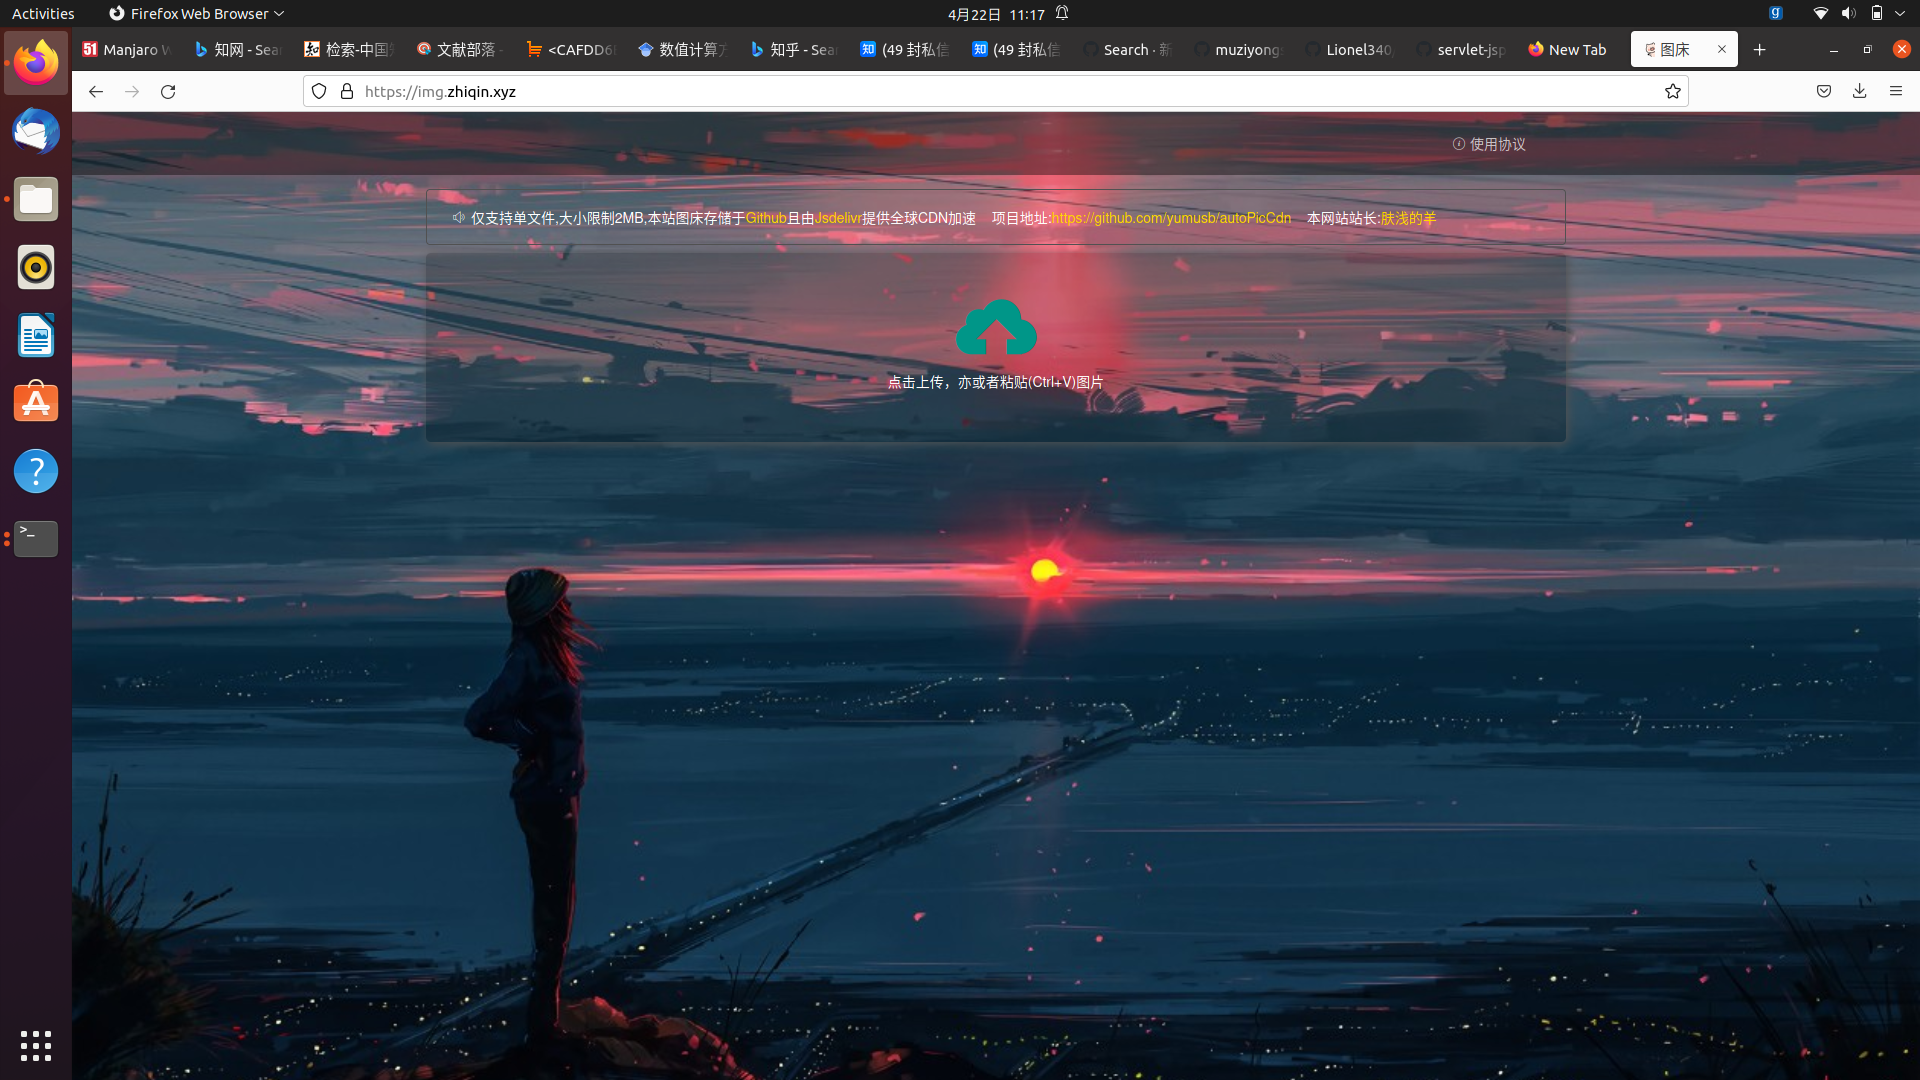 Activities
Firefox Web Browser
4月22日 11:17
51 Manjaro W
知网 - Sear
检索-中国
文献部落 -
<CAFDD6
数值计算方
知乎 - Sear
知 (49 封私信
知 (49 封私信
Search · 新
muziyong
Lionel340
servlet-jsp
New Tab
图床
https://img.zhiqin.xyz
使用协议
仅支持单文件,大小限制2MB,本站图床存储于Github且由Jsdelivr提供全球CDN加速 项目地址:https://github.com/yumusb/autoPicCdn 本网站站长:肤浅的羊
点击上传，亦或者粘贴(Ctrl+V)图片